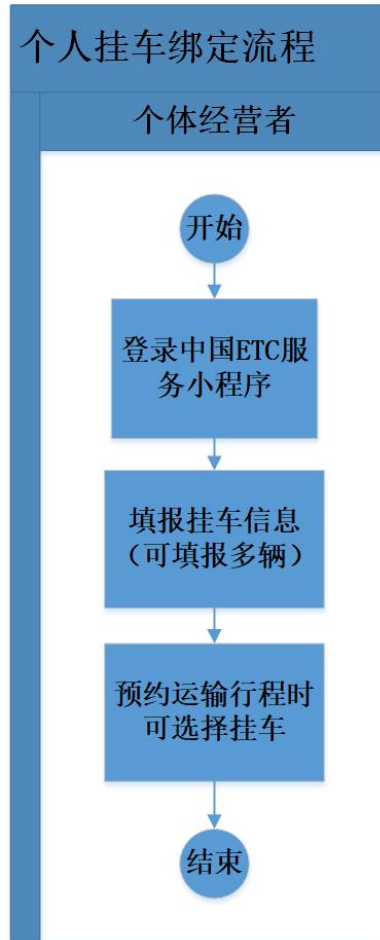 个人挂车绑定流程
个体经营者
开始
登录中国ETC服
务小程序
填报挂车信息
（可填报多辆）
预约运输行程时
可选择挂车
结束